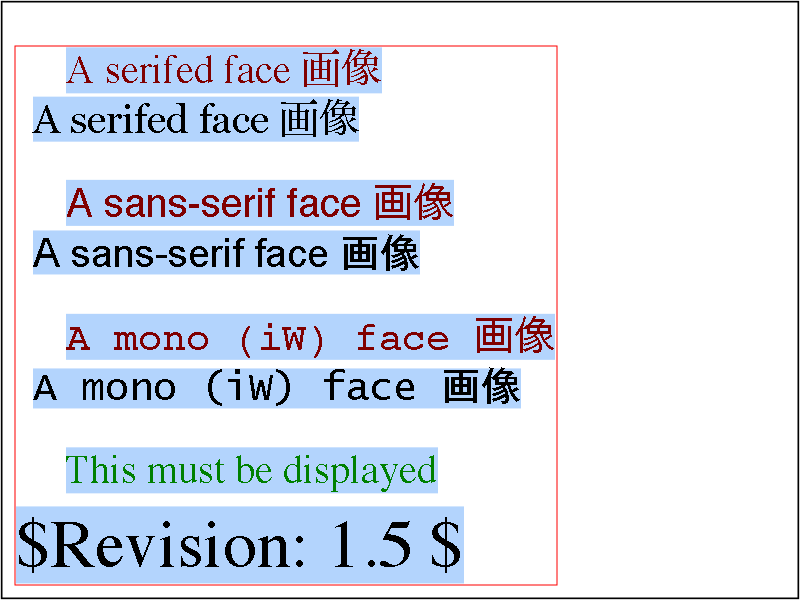 A serifed face 画像
A serifed face 画像
A sans-serif face 画像
A sans-serif face 画像
A mono (iW) face 画像
A mono (iW) face 画像
This must be displayed
$Revision: 1.5 $